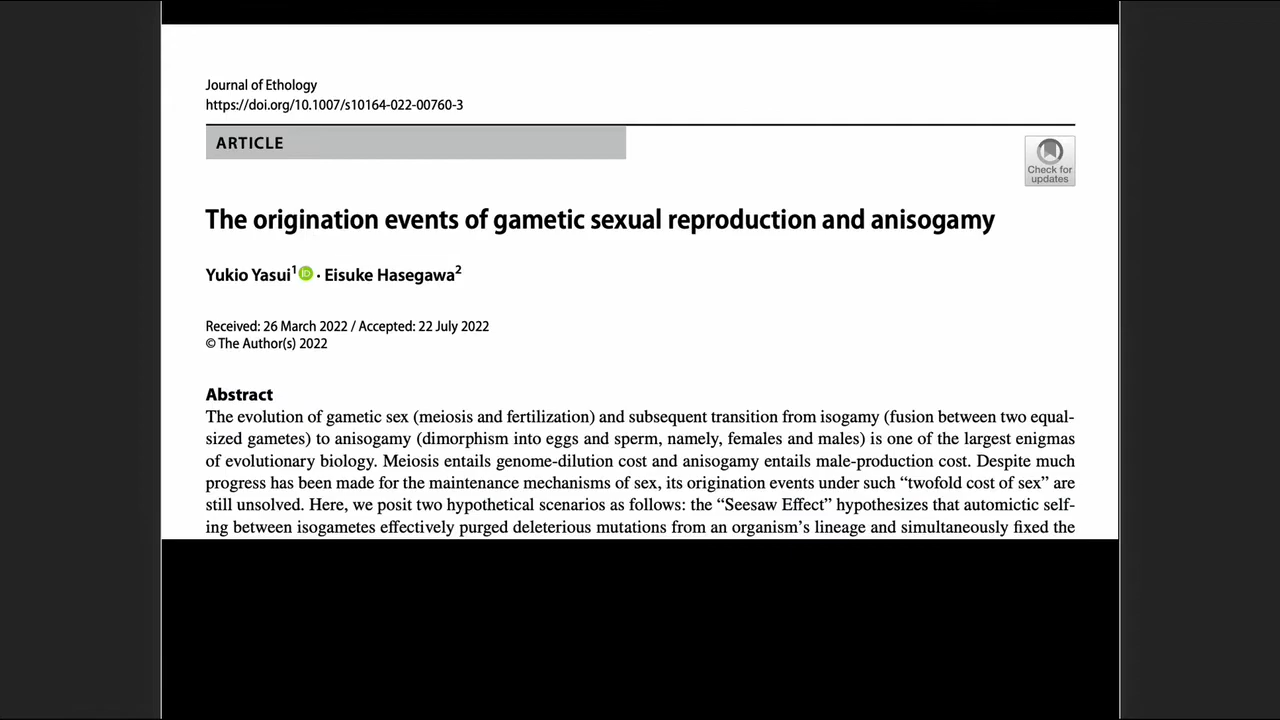 Journal of Ethology
https://doi.org/10.1007/s10164-022-00760-3
ARTICLE
Check for
updates
The origination events of gametic sexual reproduction and anisogamy
Yukio Yasui1 iD · Eisuke Hasegawa2
Received: 26 March 2022 / Accepted: 22 July 2022
© The Author(s) 2022
Abstract
The evolution of gametic sex (meiosis and fertilization) and subsequent transition from isogamy (fusion between two equal-
sized gametes) to anisogamy (dimorphism into eggs and sperm, namely, females and males) is one of the largest enigmas
of evolutionary biology. Meiosis entails genome-dilution cost and anisogamy entails male-production cost. Despite much
progress has been made for the maintenance mechanisms of sex, its origination events under such “twofold cost of sex” are
still unsolved. Here, we posit two hypothetical scenarios as follows: the “Seesaw Effect” hypothesizes that automictic self-
ing between isogametes effectively purged deleterious mutations from an organism’s lineage and simultaneously fixed the